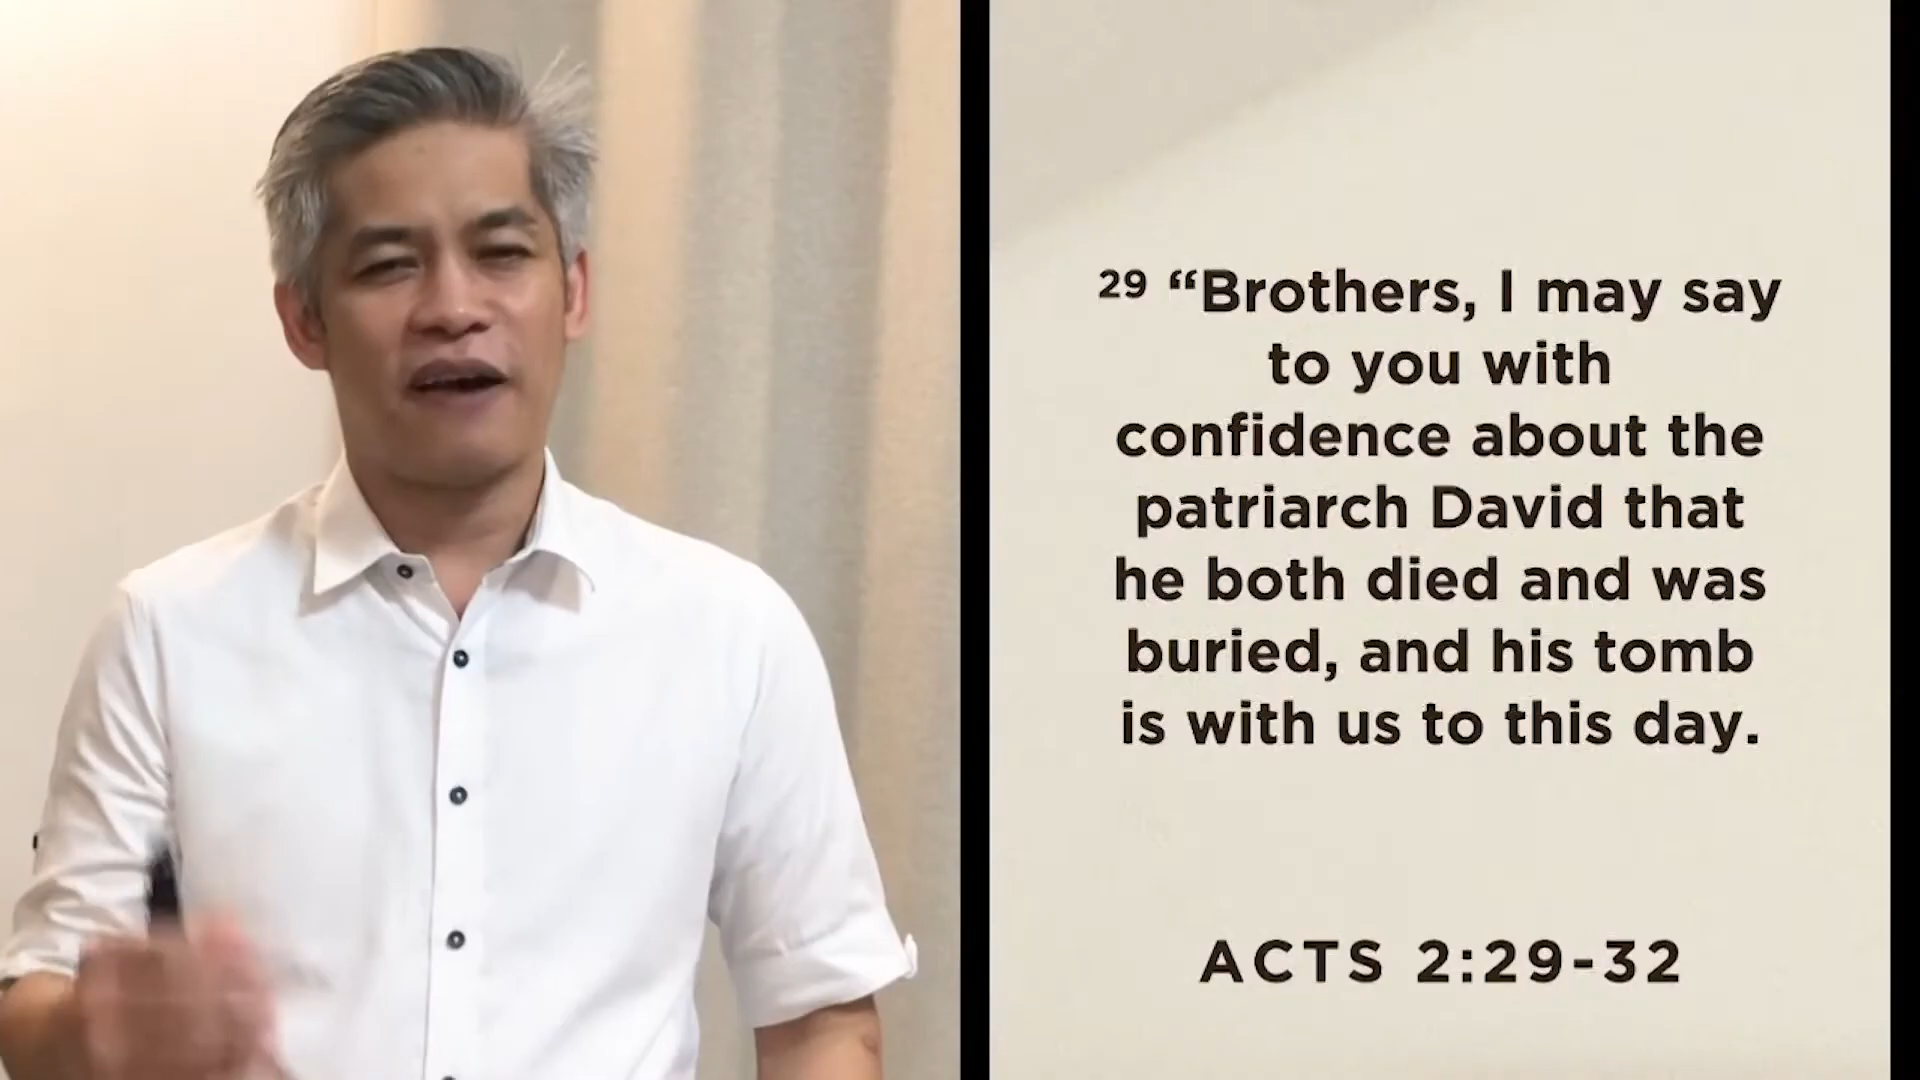 29 “Brothers, I may say
to you with
confidence about the
patriarch David that
he both died and was
buried, and his tomb
is with us to this day.
ACTS 2:29-32